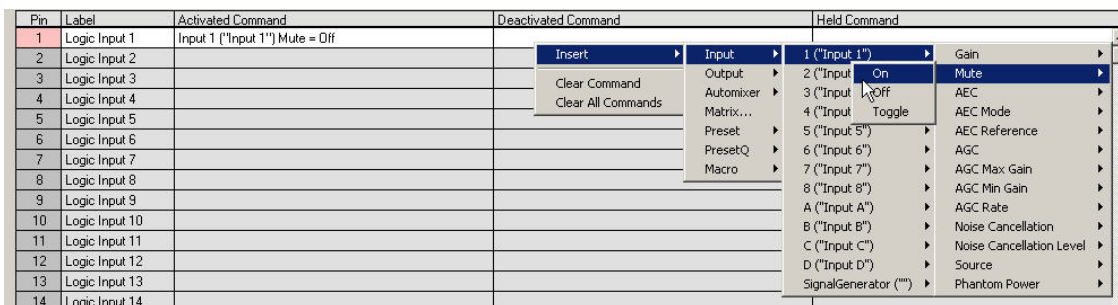 Pin Label Activated Command Deactivated Command Held Command
1 Logic Input 1 Input 1 ("Input 1") Mute = Off
2 Logic Input 2
3 Logic Input 3
4 Logic Input 4
5 Logic Input 5
6 Logic Input 6
7 Logic Input 7
8 Logic Input 8
9 Logic Input 9
10 Logic Input 10
11 Logic Input 11
12 Logic Input 12
13 Logic Input 13
14 Logic Input 14
Insert
Clear Command
Clear All Commands
Input
Output
Automixer
Matrix...
Preset
PresetQ
Macro
1 ("Input 1")
2 ("Input
3 ("Input
4 ("Input
5 ("Input 5")
6 ("Input 6")
7 ("Input 7")
8 ("Input 8")
A ("Input A")
B ("Input B")
C ("Input C")
D ("Input D")
SignalGenerator ("")
On
Off
Toggle
Gain
Mute
AEC
AEC Mode
AEC Reference
AGC
AGC Max Gain
AGC Min Gain
AGC Rate
Noise Cancellation
Noise Cancellation Level
Source
Phantom Power